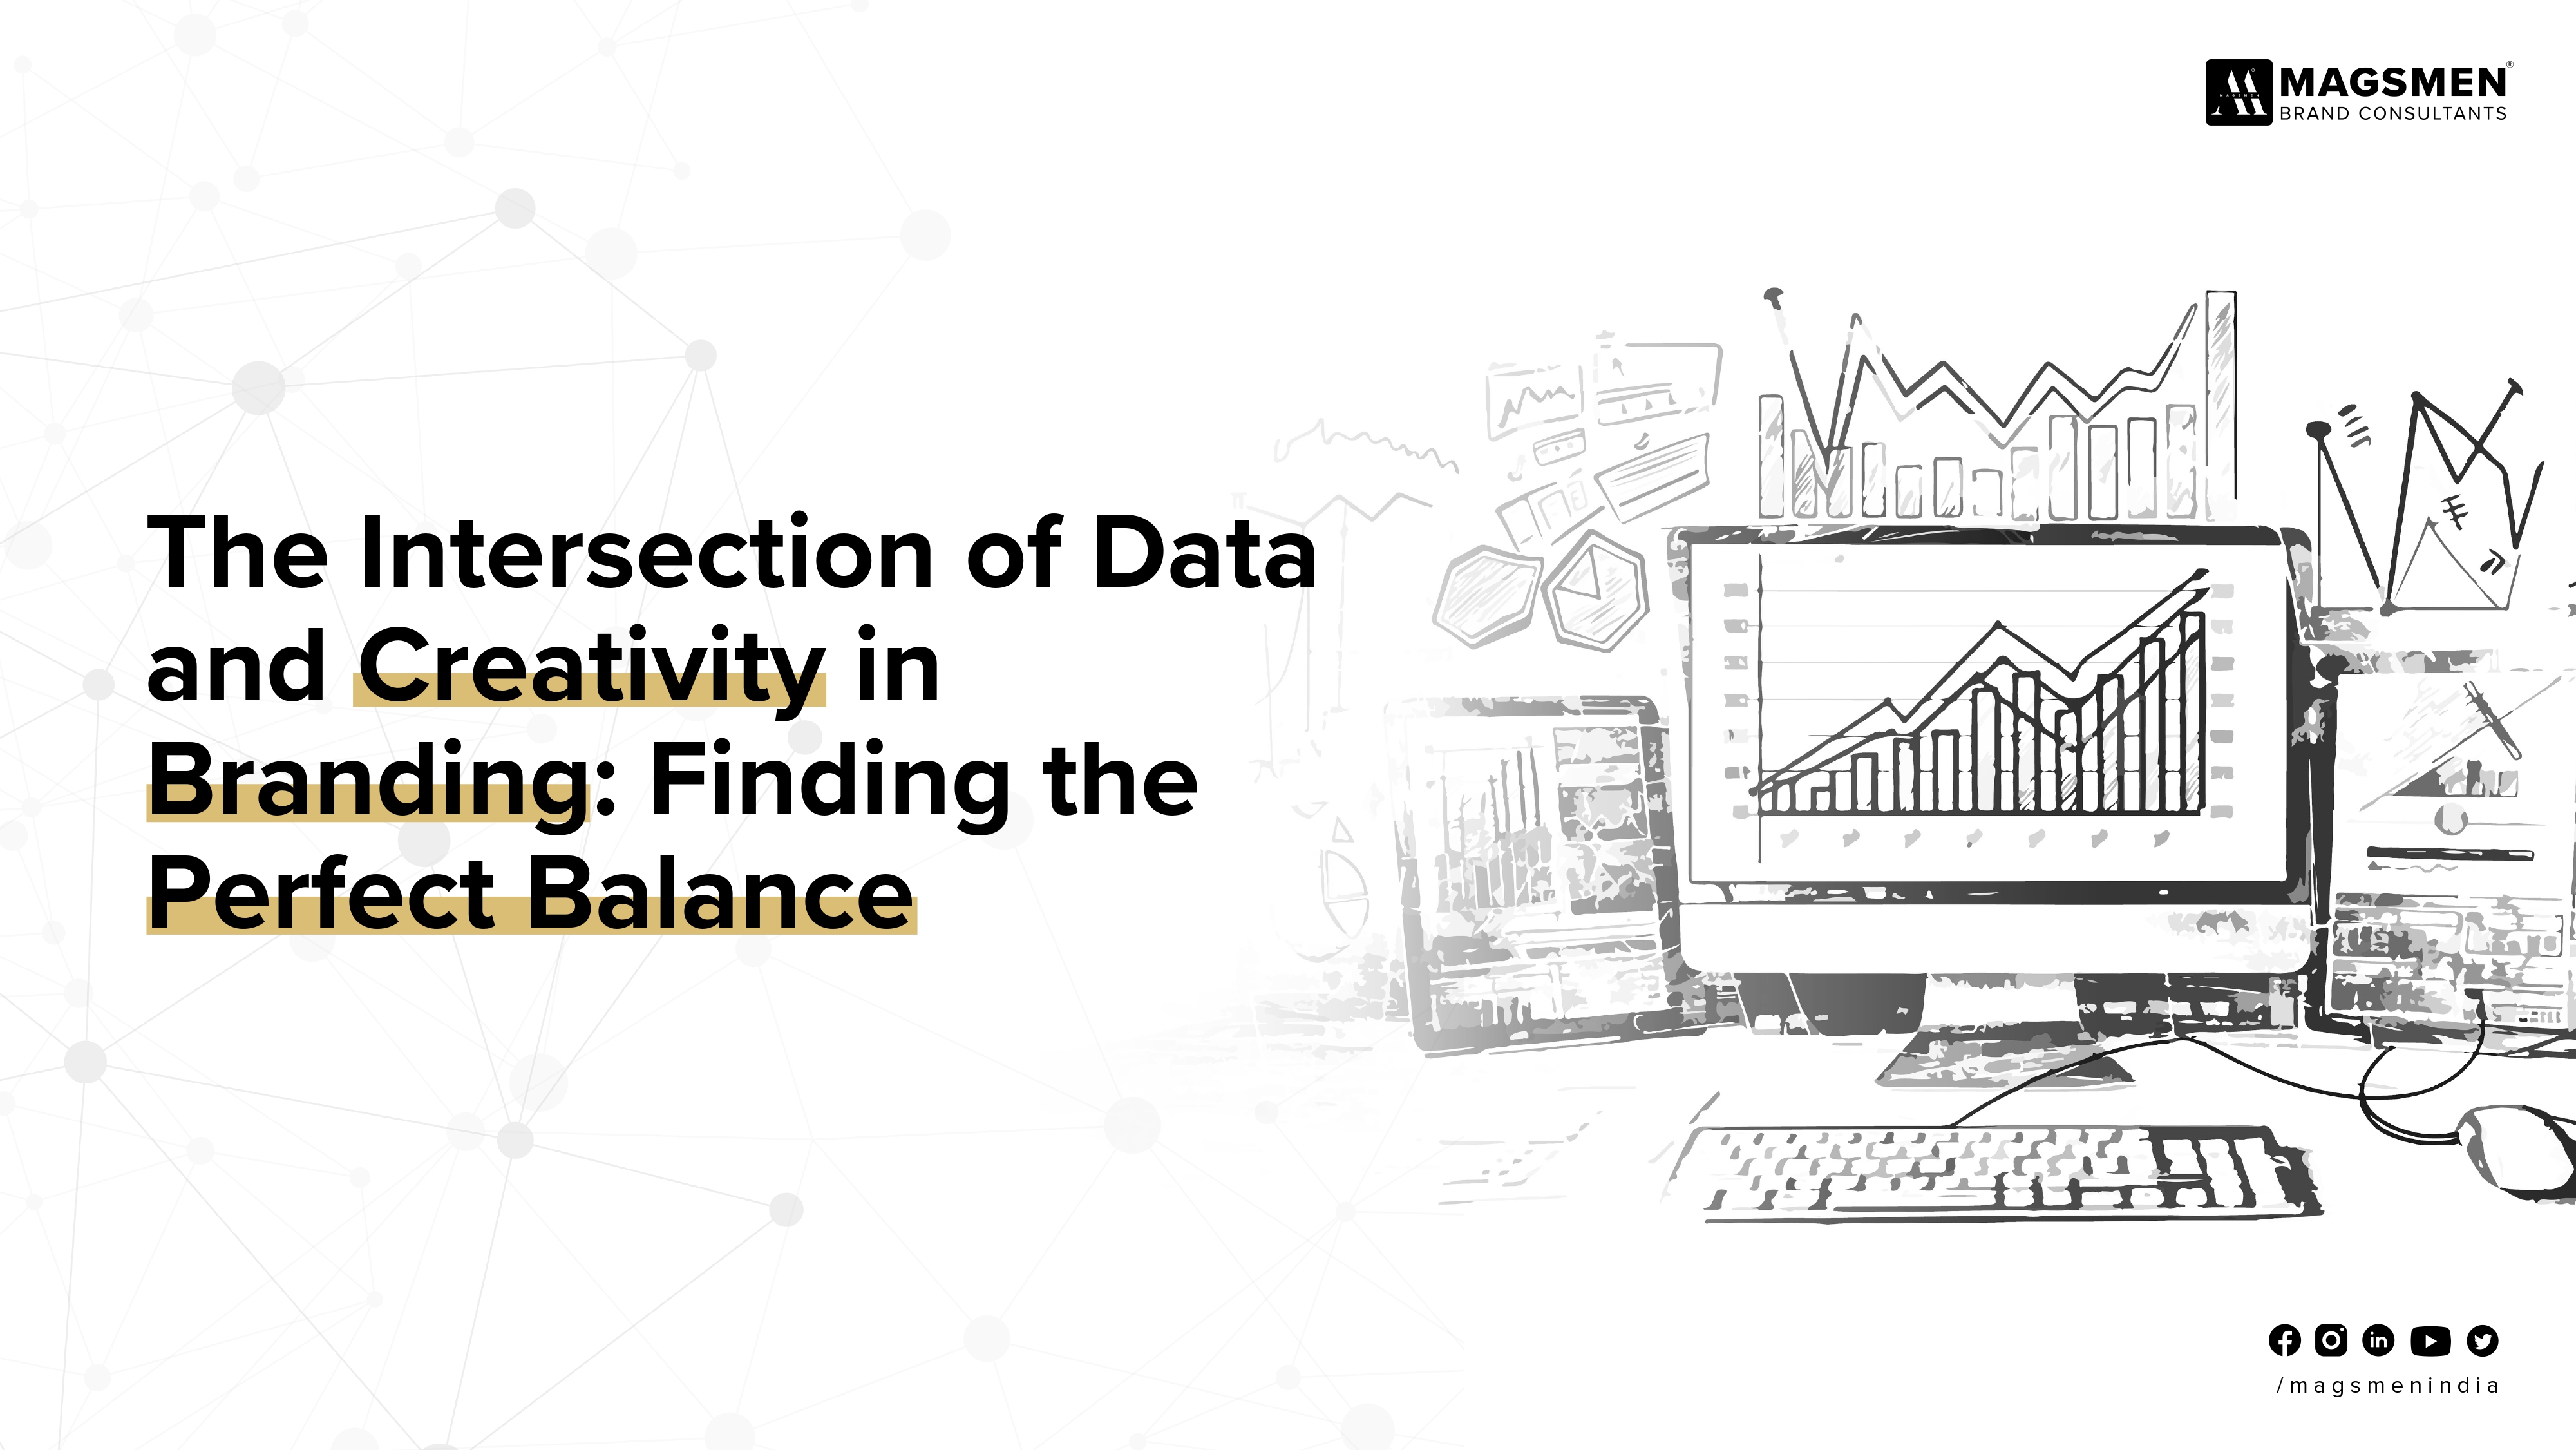 MAGSMEN®
BRAND CONSULTANTS
The Intersection of Data
and Creativity in
Branding: Finding the
Perfect Balance
/magsmenindia